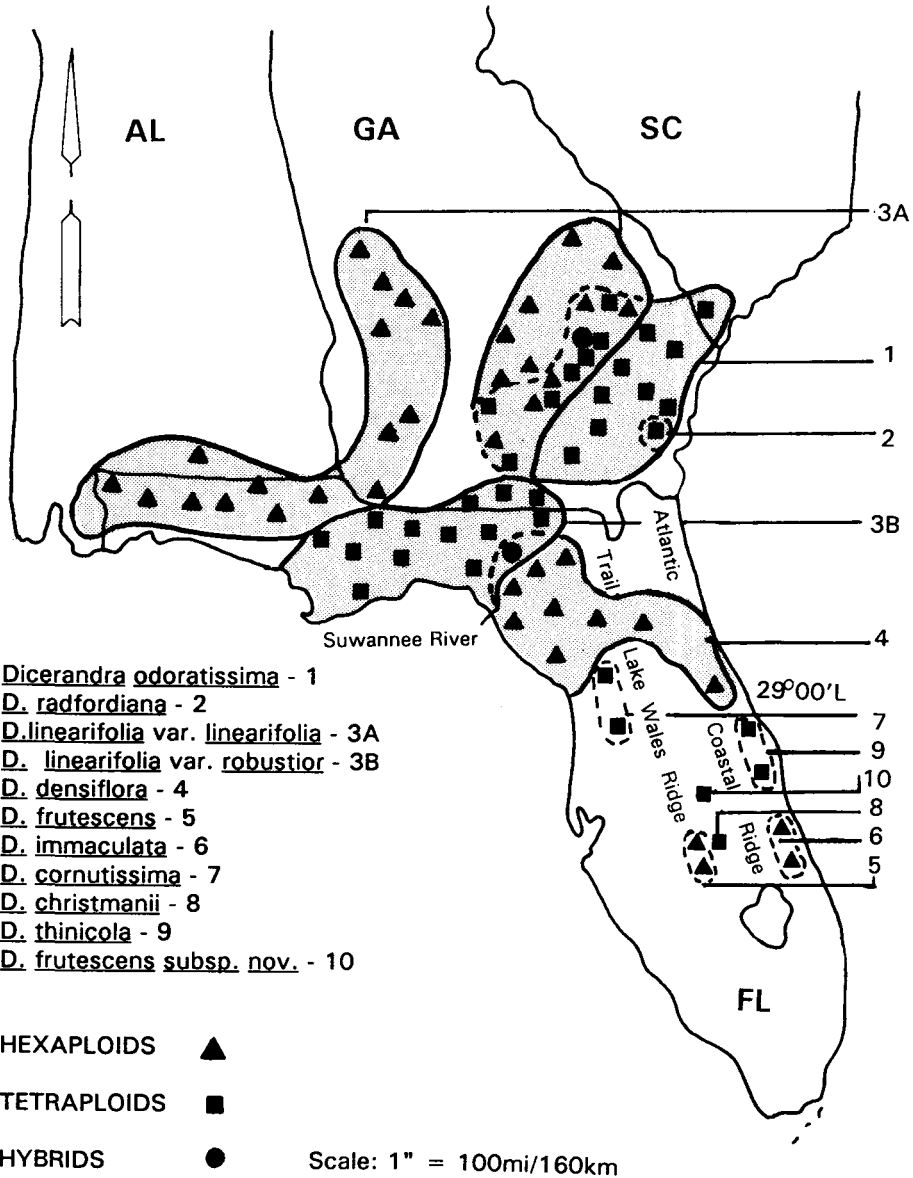 AL
GA
SC
3A
1
2
3B
Atlantic
Trail
Suwannee River
4
Lake Wales Ridge
29°00'L
7
Coastal
9
10
8
Ridge
6
5
FL
Dicerandra odoratissima - 1
D. radfordiana - 2
D.linearifolia var. linearifolia - 3A
D. linearifolia var. robustior - 3B
D. densiflora - 4
D. frutescens - 5
D. immaculata - 6
D. cornutissima - 7
D. christmanii - 8
D. thinicola - 9
D. frutescens subsp. nov. - 10
HEXAPLOIDS
TETRAPLOIDS
HYBRIDS
Scale: 1" = 100mi/160km